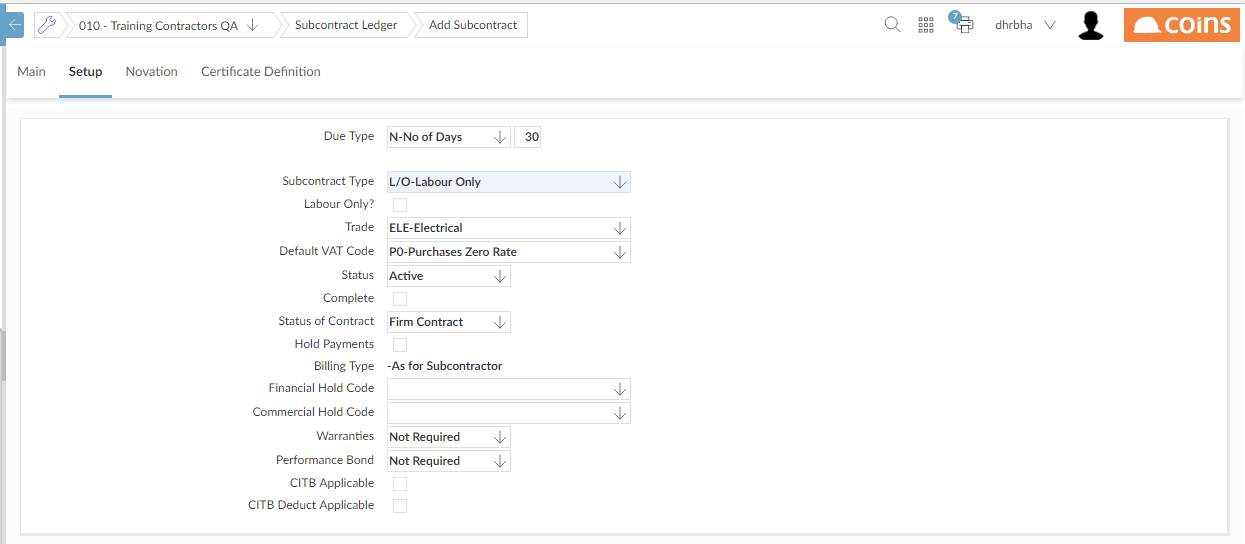 010 - Training Contractors QA Subcontract Ledger Add Subcontract 7 dhrbha coins
Main Setup Novation Certificate Definition
Due Type N-No of Days 30
Subcontract Type L/O-Labour Only
Labour Only?
Trade ELE-Electrical
Default VAT Code P0-Purchases Zero Rate
Status Active
Complete
Status of Contract Firm Contract
Hold Payments
Billing Type -As for Subcontractor
Financial Hold Code
Commercial Hold Code
Warranties Not Required
Performance Bond Not Required
CITB Applicable
CITB Deduct Applicable